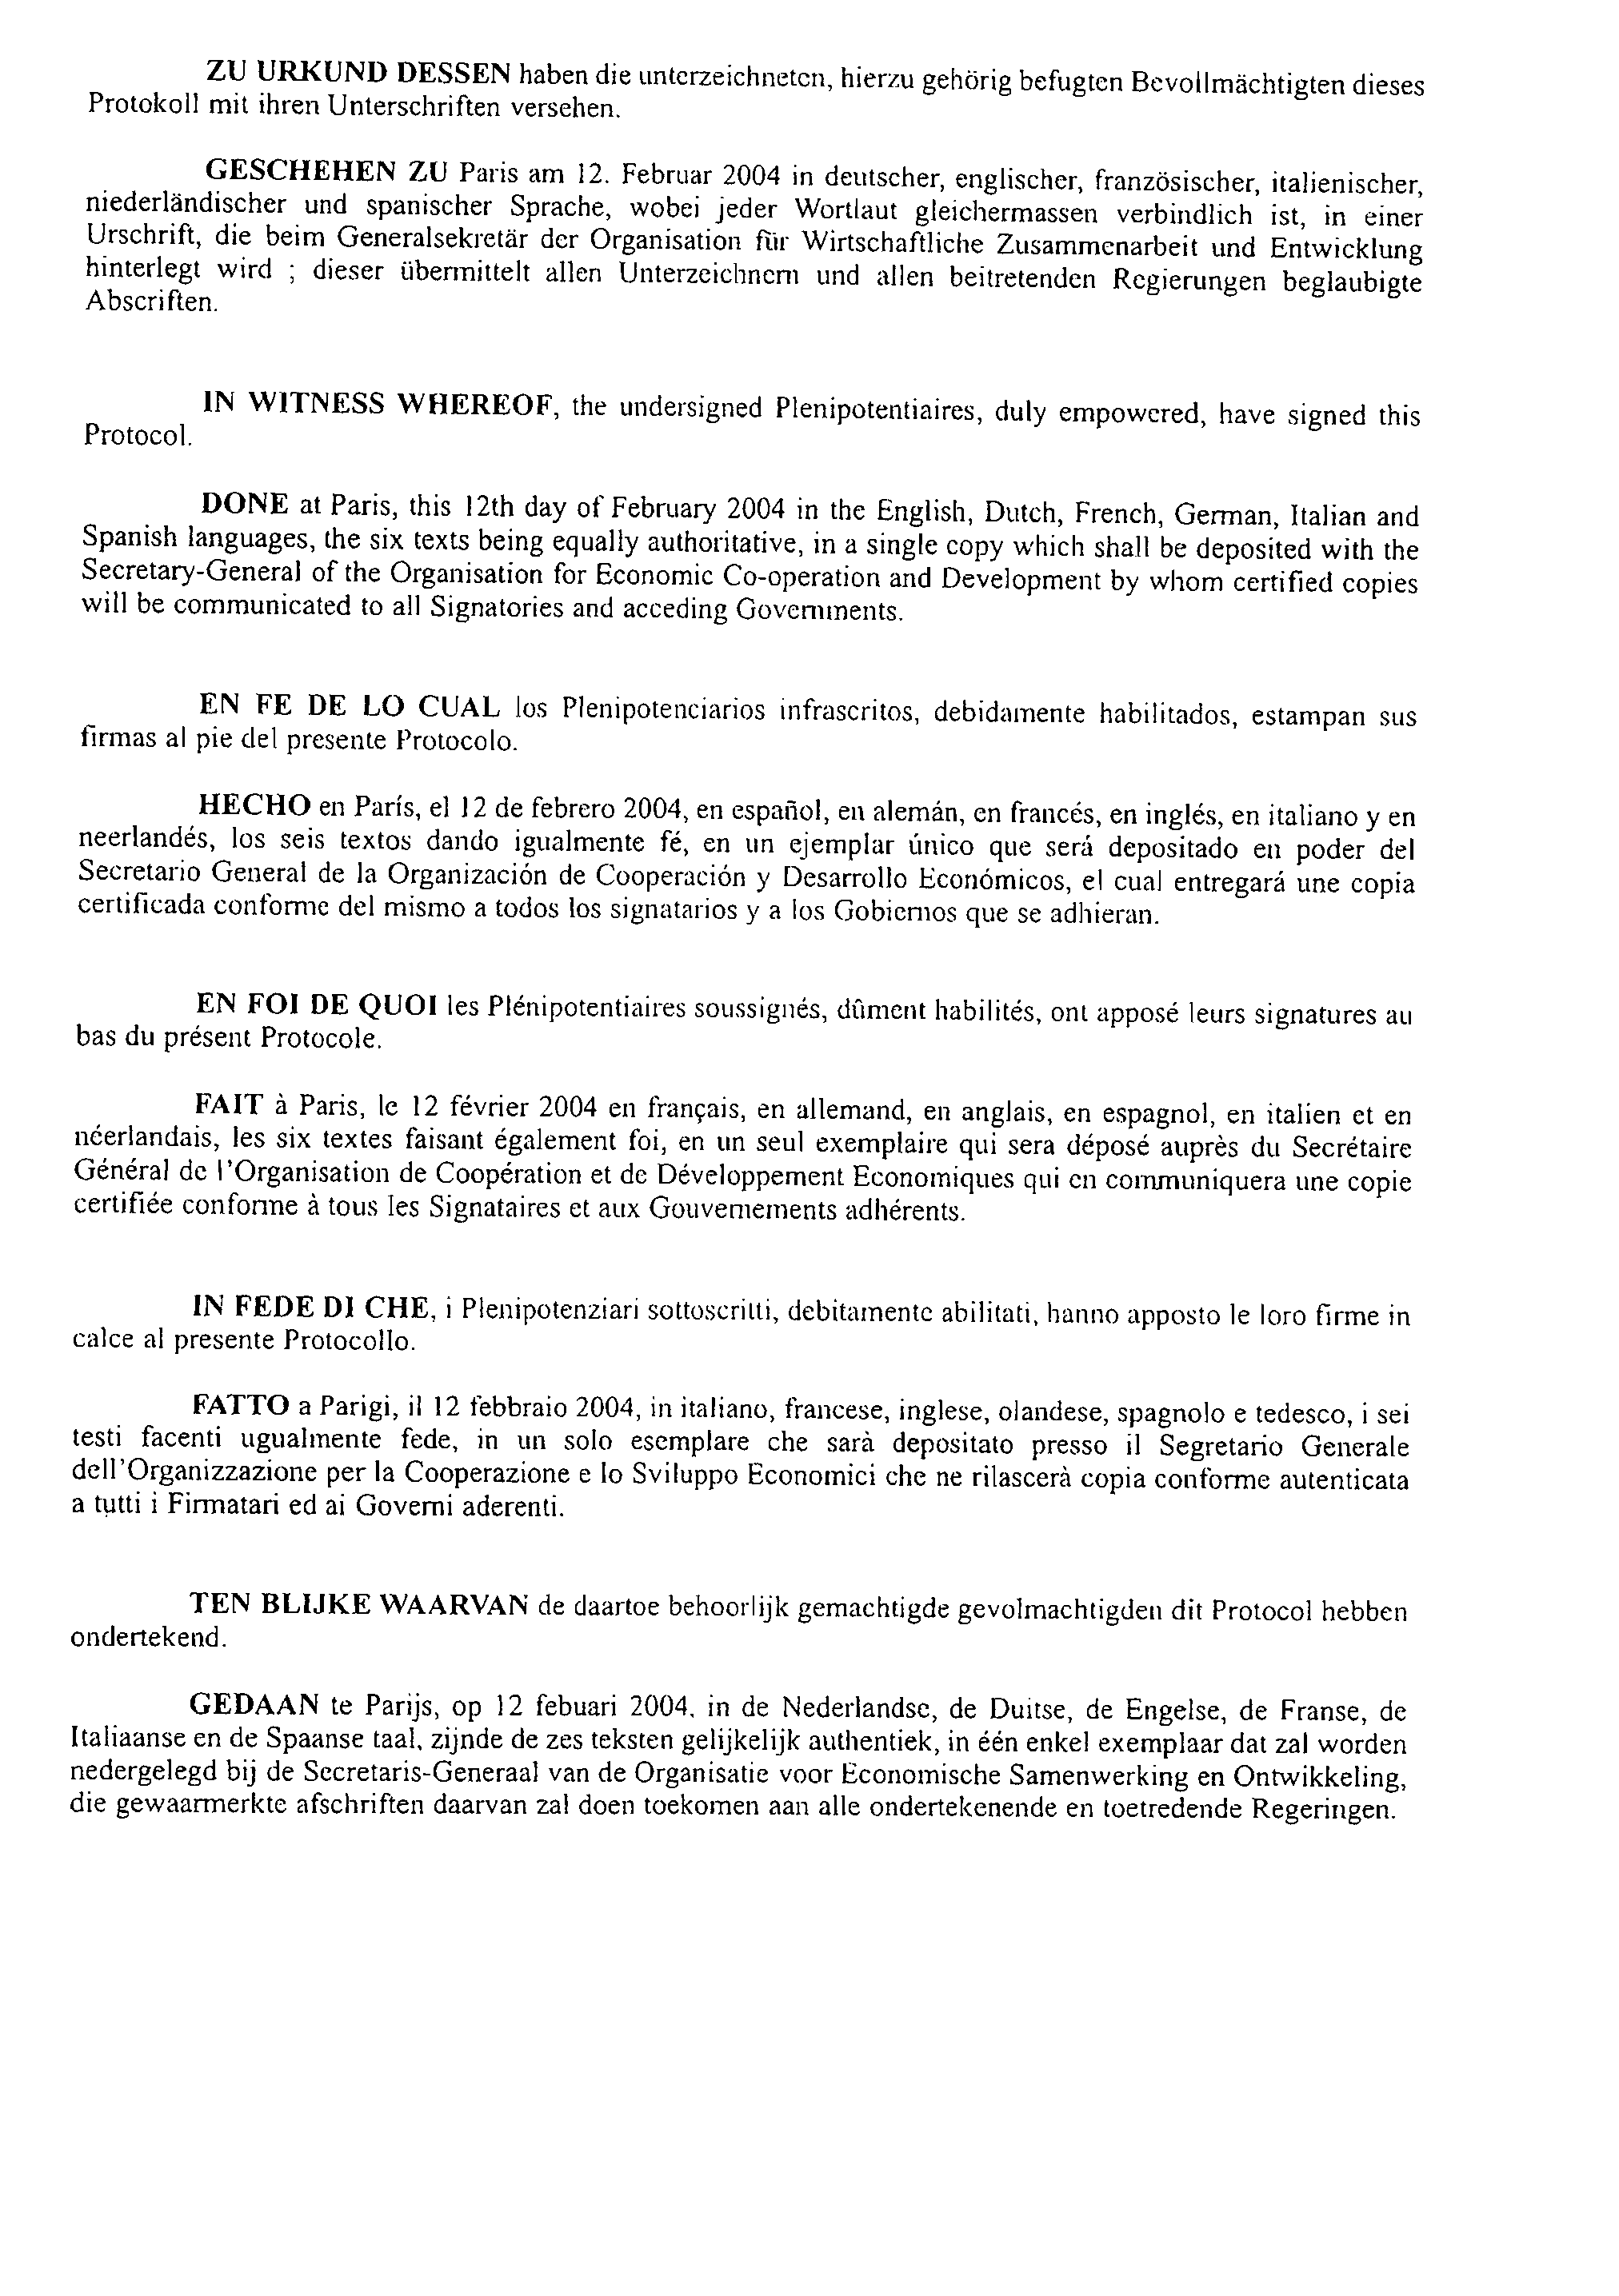 ZU URKUND DESSEN haben die unterzeichneten, hierzu gehörig befugten Bevollmächtigten dieses
Protokoll mit ihren Unterschriften versehen.
GESCHEHEN ZU Paris am 12. Februar 2004 in deutscher, englischer, französischer, italienischer,
niederländischer und spanischer Sprache, wobei jeder Wortlaut gleichermassen verbindlich ist, in einer
Urschrift, die beim Generalsekretär der Organisation für Wirtschaftliche Zusammenarbeit und Entwicklung
hinterlegt wird ; dieser übermittelt allen Unterzeichnern und allen beitretenden Regierungen beglaubigte
Abscriften.
IN WITNESS WHEREOF, the undersigned Plenipotentiaires, duly empowered, have signed this
Protocol.
DONE at Paris, this 12th day of February 2004 in the English, Dutch, French, German, Italian and
Spanish languages, the six texts being equally authoritative, in a single copy which shall be deposited with the
Secretary-General of the Organisation for Economic Co-operation and Development by whom certified copies
will be communicated to all Signatories and acceding Governments.
EN FE DE LO CUAL los Plenipotenciarios infrascritos, debidamente habilitados, estampan sus
firmas al pie del presente Protocolo.
HECHO en París, el 12 de febrero 2004, en español, en alemán, en francés, en inglés, en italiano y en
neerlandés, los seis textos dando igualmente fé, en un ejemplar único que será depositado en poder del
Secretario General de la Organización de Cooperación y Desarrollo Económicos, el cual entregará une copia
certificada conforme del mismo a todos los signatarios y a los Gobiernos que se adhieran.
EN FOI DE QUOI les Plénipotentiaires soussignés, dûment habilités, ont apposé leurs signatures au
bas du présent Protocole.
FAIT à Paris, le 12 février 2004 en français, en allemand, en anglais, en espagnol, en italien et en
néerlandais, les six textes faisant également foi, en un seul exemplaire qui sera déposé auprès du Secrétaire
Général de l'Organisation de Coopération et de Développement Economiques qui en communiquera une copie
certifiée conforme à tous les Signataires et aux Gouvernements adhérents.
IN FEDE DI CHE, i Plenipotenziari sottoscritti, debitamente abilitati, hanno apposto le loro firme in
calce al presente Protocollo.
FATTO a Parigi, il 12 febbraio 2004, in italiano, francese, inglese, olandese, spagnolo e tedesco, i sei
testi facenti ugualmente fede, in un solo esemplare che sarà depositato presso il Segretario Generale
dell'Organizzazione per la Cooperazione e lo Sviluppo Economici che ne rilascerà copia conforme autenticata
a tutti i Firmatari ed ai Governi aderenti.
TEN BLIJKE WAARVAN de daartoe behoorlijk gemachtigde gevolmachtigden dit Protocol hebben
ondertekend.
GEDAAN te Parijs, op 12 febuari 2004, in de Nederlandse, de Duitse, de Engelse, de Franse, de
Italiaanse en de Spaanse taal, zijnde de zes teksten gelijkelijk authentiek, in één enkel exemplaar dat zal worden
nedergelegd bij de Secretaris-Generaal van de Organisatie voor Economische Samenwerking en Ontwikkeling,
die gewaarmerkte afschriften daarvan zal doen toekomen aan alle ondertekenende en toetredende Regeringen.